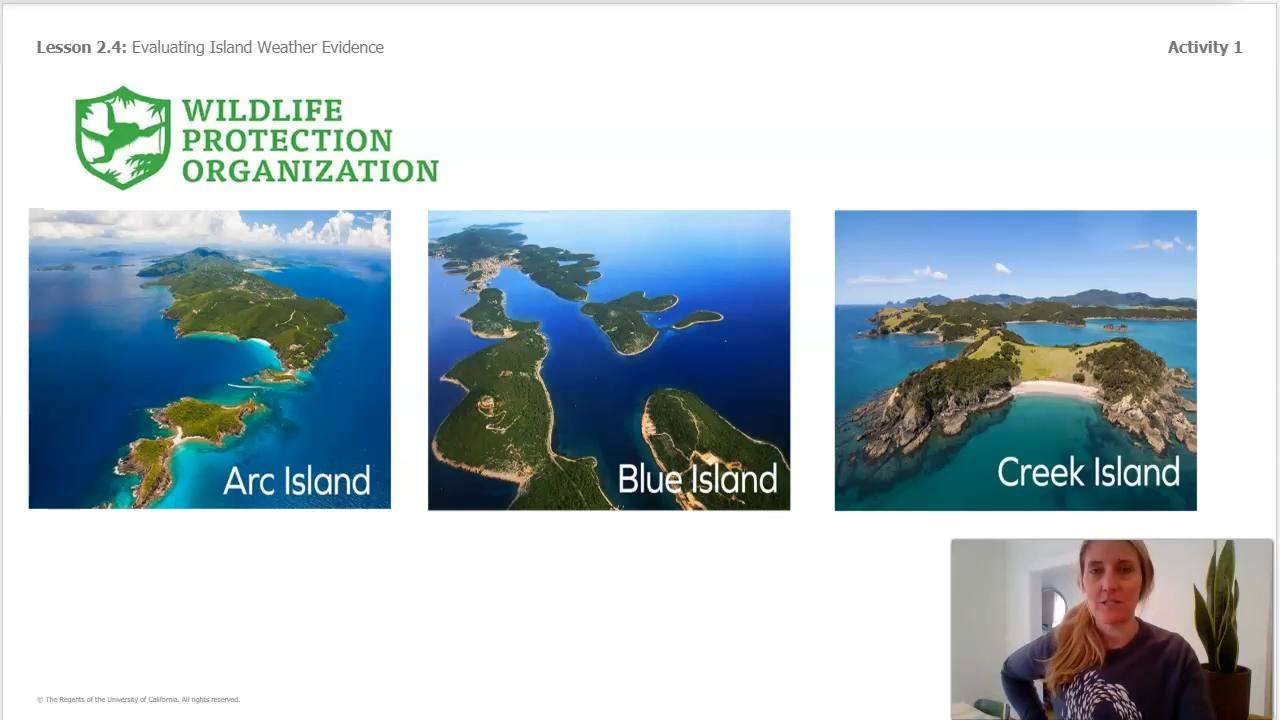 Lesson 2.4: Evaluating Island Weather Evidence
Activity 1
WILDLIFE
PROTECTION
ORGANIZATION
Arc Island
Blue Island
Creek Island
© The Regents of the University of California. All rights reserved.